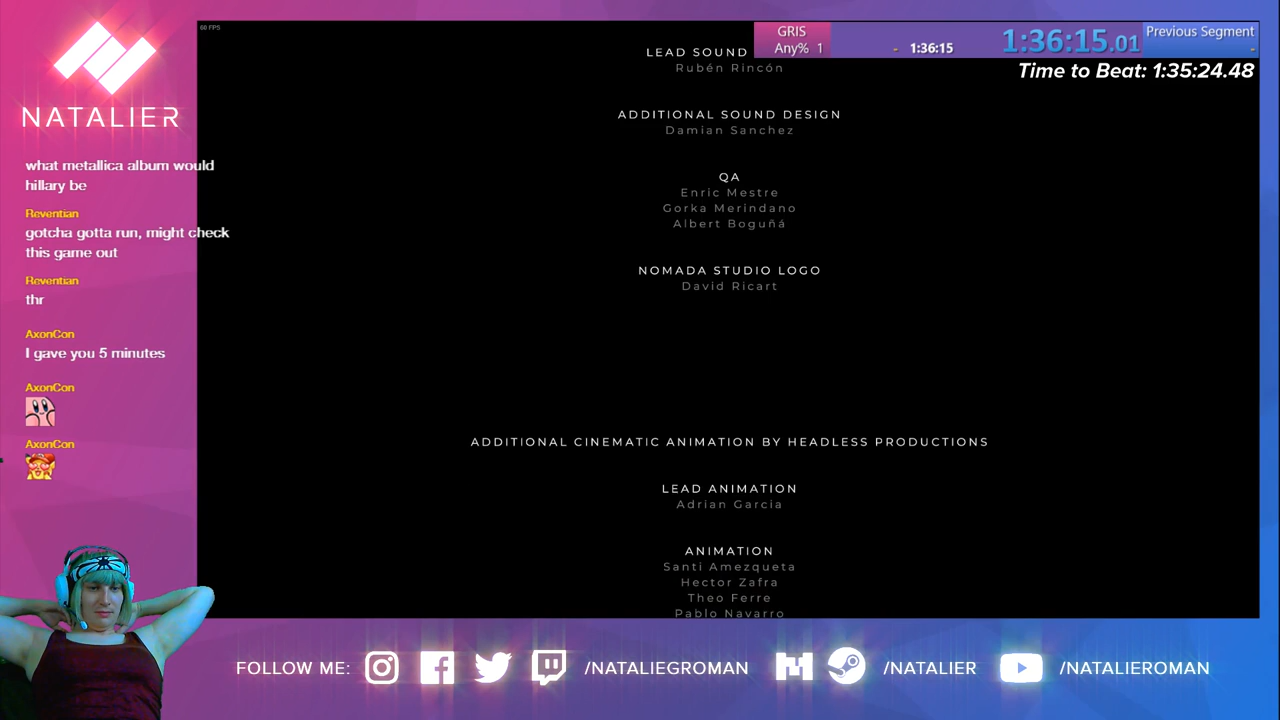 NATALIER
what metallica album would
hillary be
Reventian
gotcha gotta run, might check
this game out
Reventian
thr
AxonCon
I gave you 5 minutes
AxonCon
AxonCon
GRIS
Any% 1
- 1:36:15
1:36:15.01
Previous Segment
-
Time to Beat: 1:35:24.48
LEAD SOUND
Rubén Rincón
ADDITIONAL SOUND DESIGN
Damian Sanchez
QA
Enric Mestre
Gorka Merindano
Albert Boguñá
NOMADA STUDIO LOGO
David Ricart
ADDITIONAL CINEMATIC ANIMATION BY HEADLESS PRODUCTIONS
LEAD ANIMATION
Adrian Garcia
ANIMATION
Santi Amezqueta
Hector Zafra
Theo Ferre
Pablo Navarro
FOLLOW ME: /NATALIEGROMAN /NATALIER /NATALIEROMAN